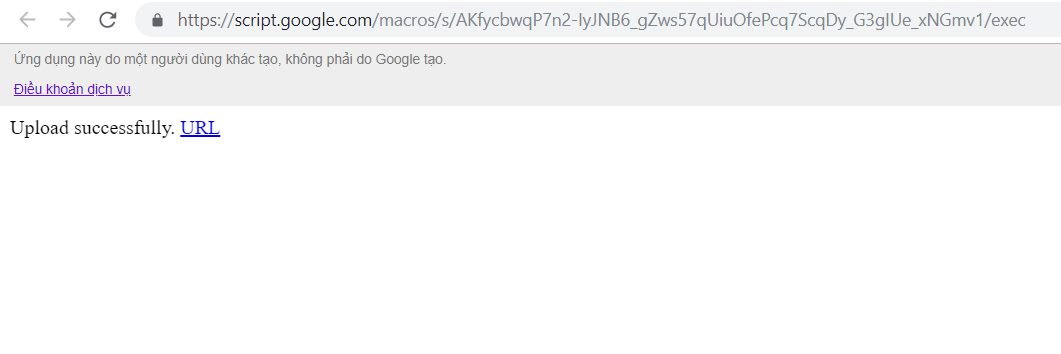 https://script.google.com/macros/s/AKfycbwqP7n2-IyJNB6_gZws57qUiuOfePcq7ScqDy_G3gIUe_xNGmv1/exec
Ứng dụng này do một người dùng khác tạo, không phải do Google tạo.
Điều khoản dịch vụ
Upload successfully. URL